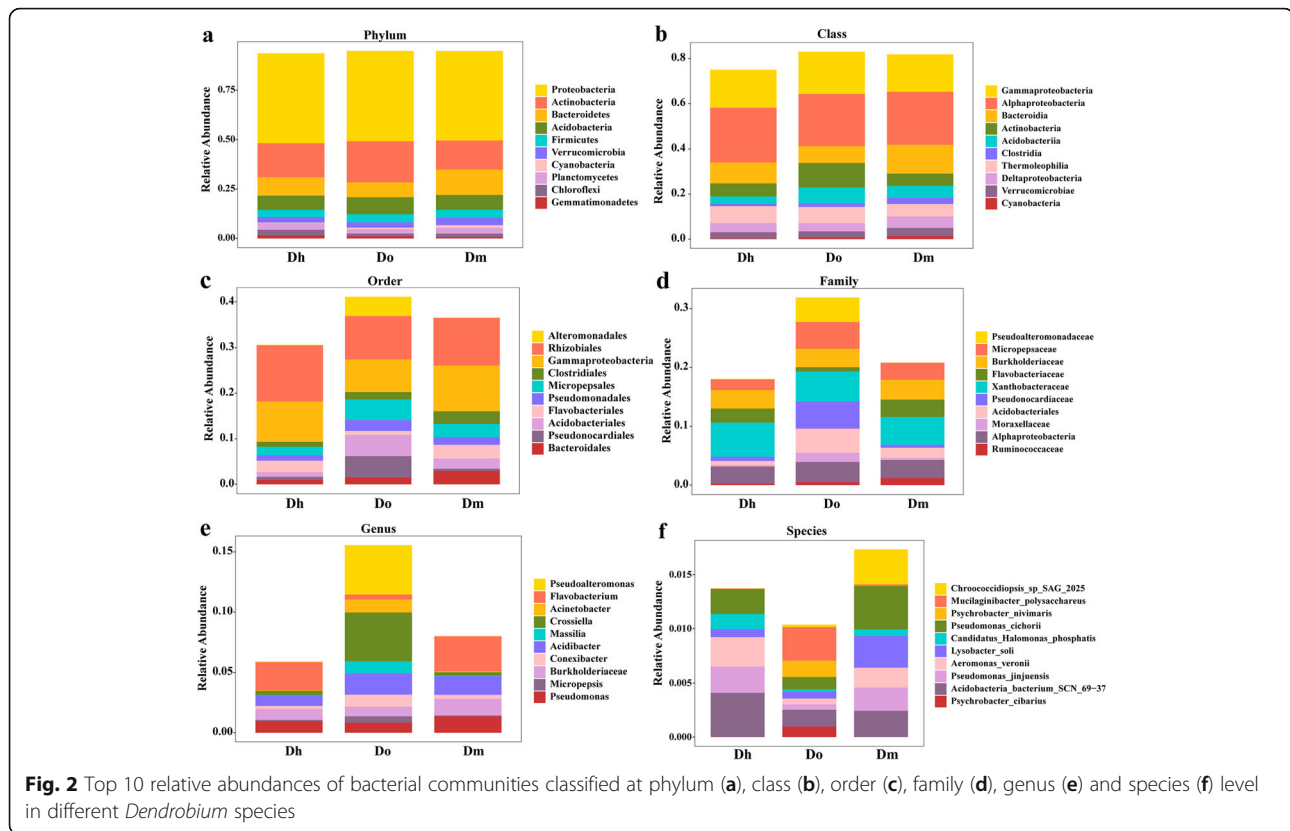 a
Phylum
Relative Abundance
0.75
0.50
0.25
0.00
Dh Do Dm
Proteobacteria
Actinobacteria
Bacteroidetes
Acidobacteria
Firmicutes
Verrucomicrobia
Cyanobacteria
Planctomycetes
Chloroflexi
Gemmatimonadetes
b
Class
Relative Abundance
0.8
0.6
0.4
0.2
0.0
Dh Do Dm
Gammaproteobacteria
Alphaproteobacteria
Bacteroidia
Actinobacteria
Acidobacteriia
Clostridia
Thermoleophilia
Deltaproteobacteria
Verrucomicrobiae
Cyanobacteria
c
Order
Relative Abundance
0.4
0.3
0.2
0.1
0.0
Dh Do Dm
Alteromonadales
Rhizobiales
Gammaproteobacteria
Clostridiales
Micropepsales
Pseudomonadales
Flavobacteriales
Acidobacteriales
Pseudonocardiales
Bacteroidales
d
Family
Relative Abundance
0.3
0.2
0.1
0.0
Dh Do Dm
Pseudoalteromonadaceae
Micropepsaceae
Burkholderiaceae
Flavobacteriaceae
Xanthobacteraceae
Pseudonocardiaceae
Acidobacteriales
Moraxellaceae
Alphaproteobacteria
Ruminococcaceae
e
Genus
Relative Abundance
0.15
0.10
0.05
0.00
Dh Do Dm
Pseudoalteromonas
Flavobacterium
Acinetobacter
Crossiella
Massilia
Acidibacter
Conexibacter
Burkholderiaceae
Micropepsis
Pseudomonas
f
Species
Relative Abundance
0.015
0.010
0.005
0.000
Dh Do Dm
Chroococcidiopsis_sp_SAG_2025
Mucilaginibacter_polysacchareus
Psychrobacter_nivimaris
Pseudomonas_cichorii
Candidatus_Halomonas_phosphatis
Lysobacter_soli
Aeromonas_veronii
Pseudomonas_jinjuensis
Acidobacteria_bacterium_SCN_69−37
Psychrobacter_cibarius
Fig. 2 Top 10 relative abundances of bacterial communities classified at phylum (a), class (b), order (c), family (d), genus (e) and species (f) level
in different Dendrobium species